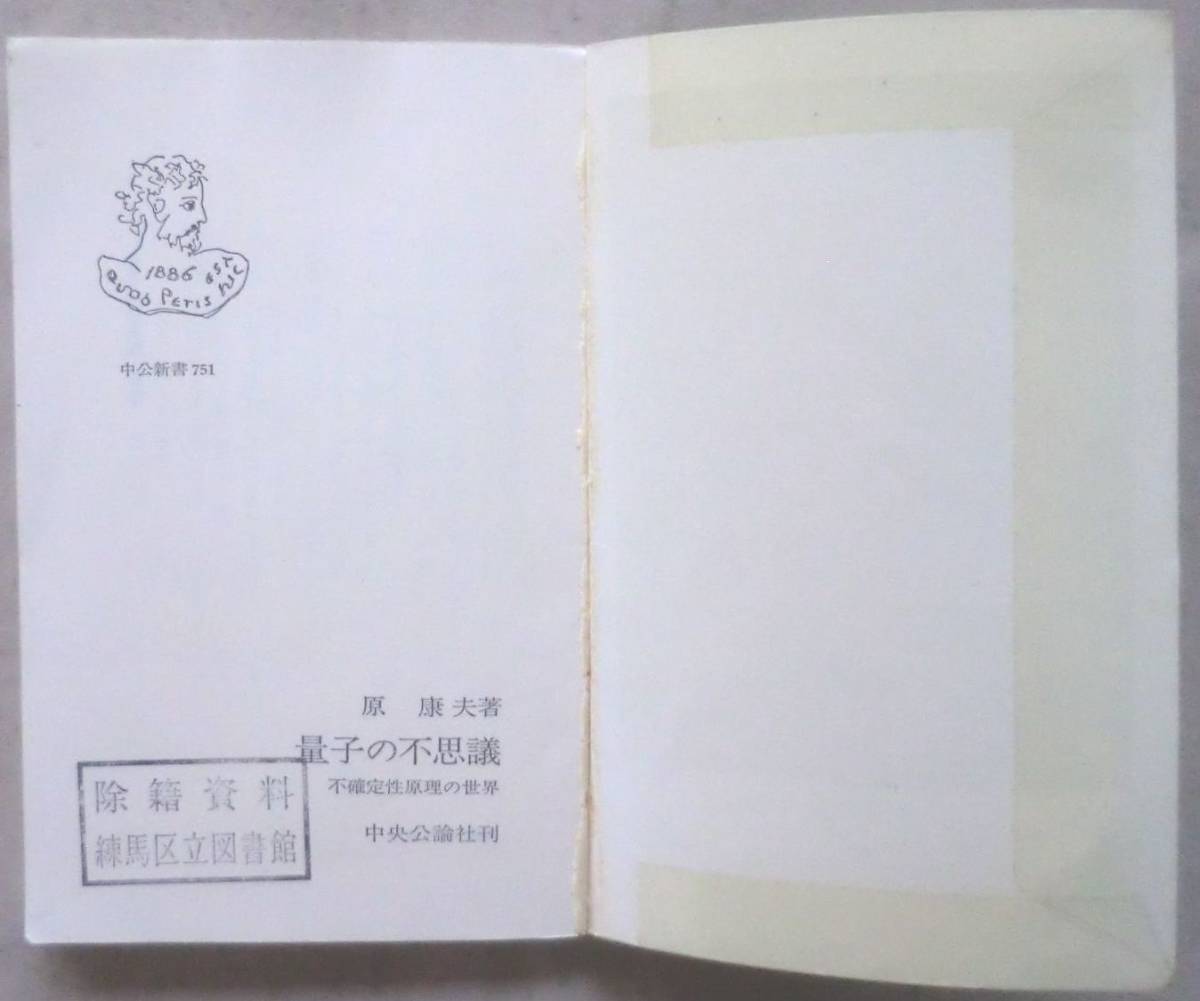 1886
QUOD PETIS HIC EST
中公新書 751
原 康夫著
量子の不思議
不確定性原理の世界
中央公論社刊
除籍資料
練馬区立図書館